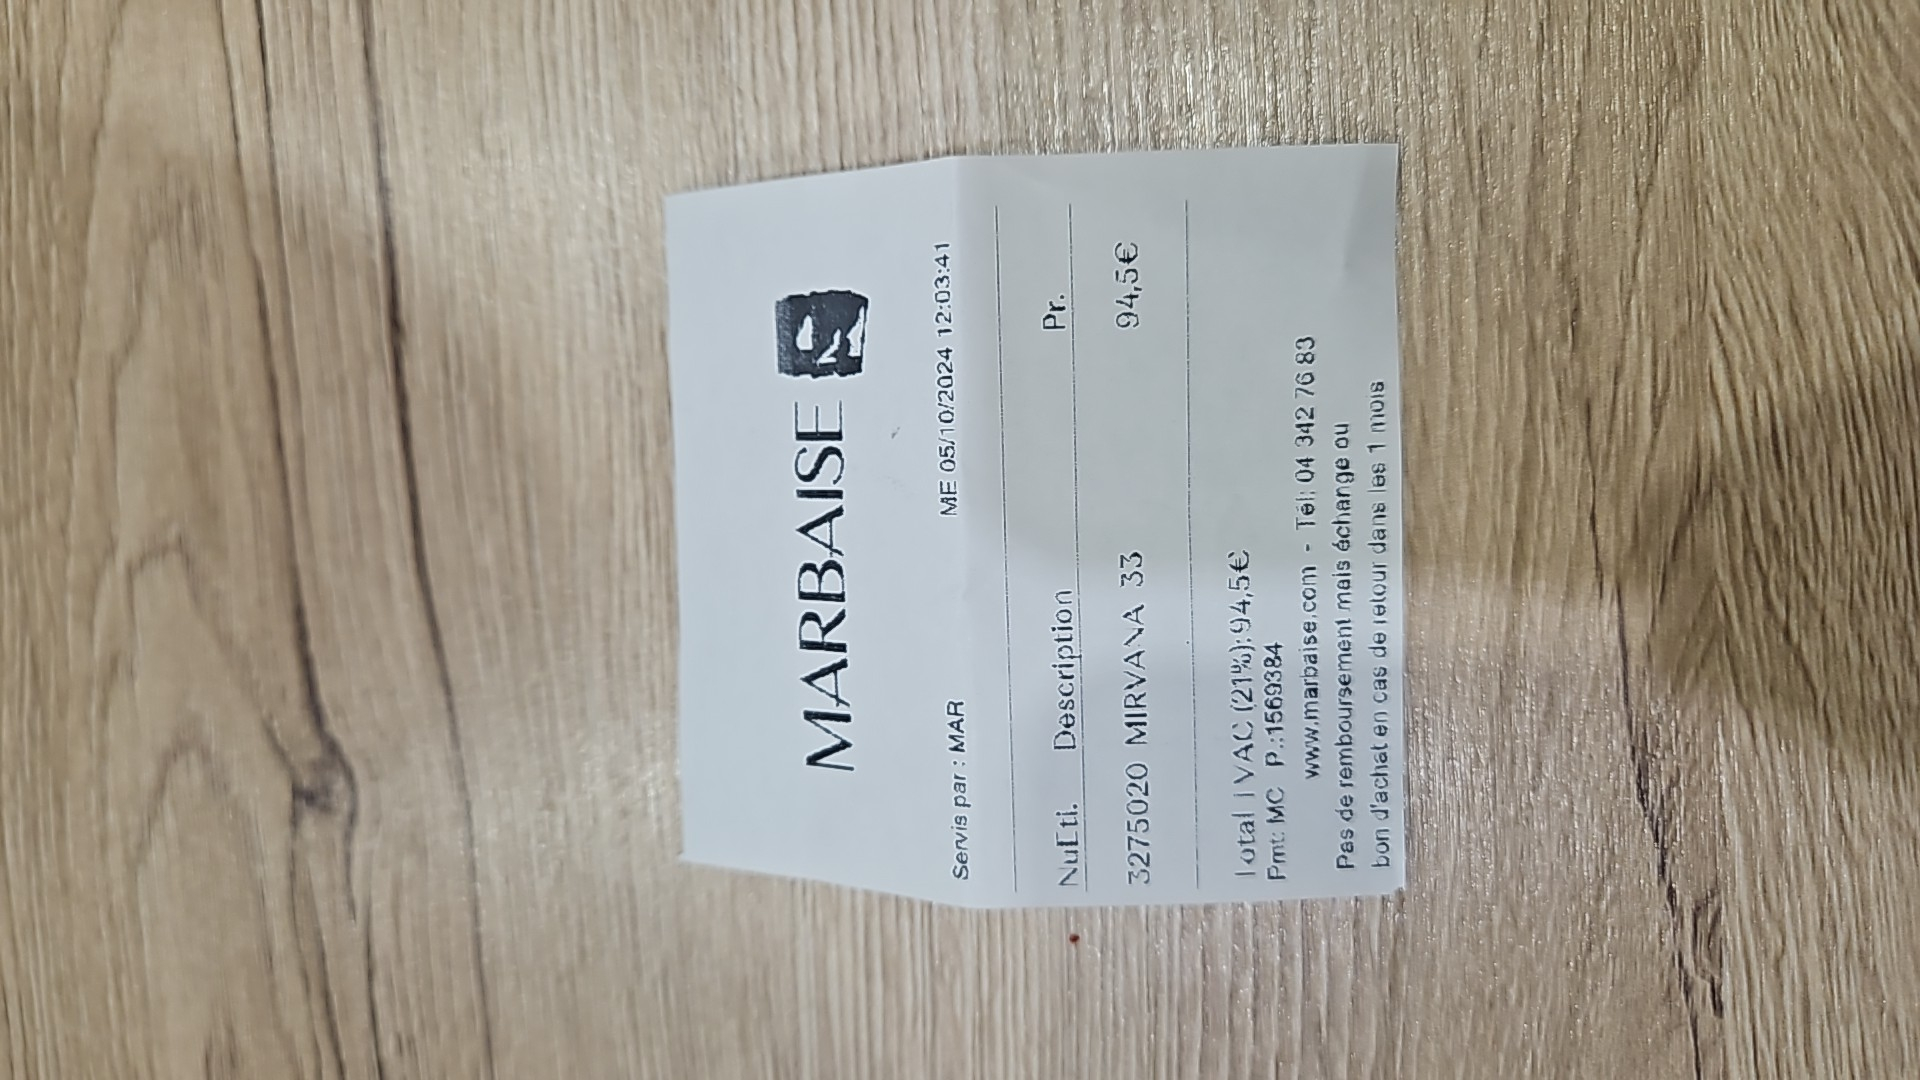 MARBAISE
Servis par : MAR ME 05/10/2024 12:03:41
Description Pr.
3275020 MIRVANA 33 94,5€
Total TVAC (21%):94,5€
Pmt: MC P.:1569384
www.marbaise.com - Tél: 04 342 76 83
Pas de remboursement mais échange ou
bon d'achat en cas de retour dans les 1 mois